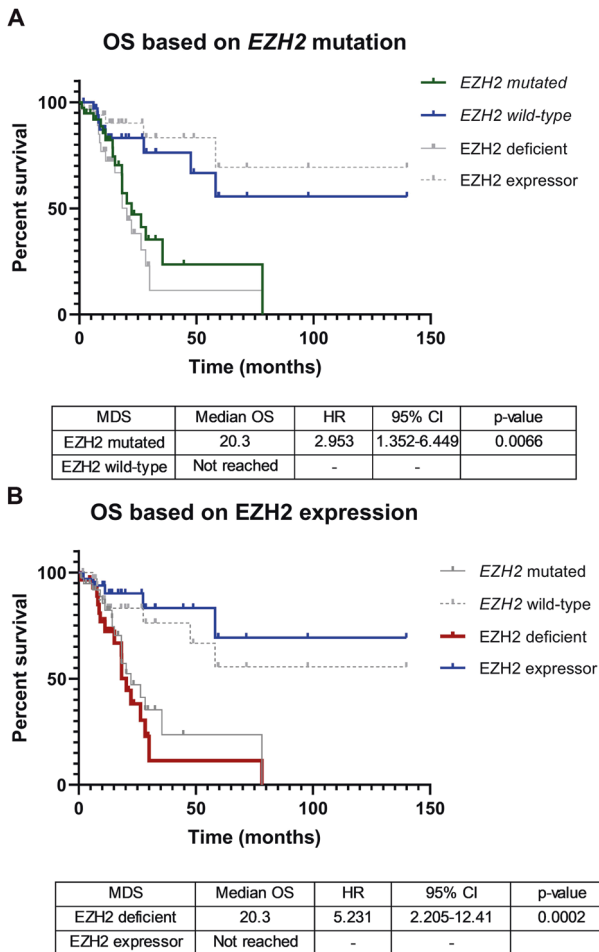 A
OS based on EZH2 mutation
EZH2 mutated
EZH2 wild-type
EZH2 deficient
EZH2 expressor
Percent survival
100
50
0
0 50 100 150
Time (months)
MDS Median OS HR 95% CI p-value
EZH2 mutated 20.3 2.953 1.352-6.449 0.0066
EZH2 wild-type Not reached - -
B
OS based on EZH2 expression
EZH2 mutated
EZH2 wild-type
EZH2 deficient
EZH2 expressor
Percent survival
100
50
0
0 50 100 150
Time (months)
MDS Median OS HR 95% CI p-value
EZH2 deficient 20.3 5.231 2.205-12.41 0.0002
EZH2 expressor Not reached - -